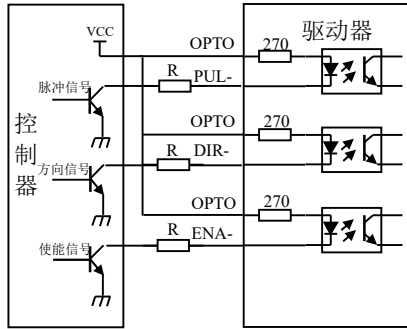 VCC
驱动器
OPTO
270
脉冲信号
R
PUL-
OPTO
270
控制器
方向信号
R
DIR-
OPTO
270
使能信号
R
ENA-